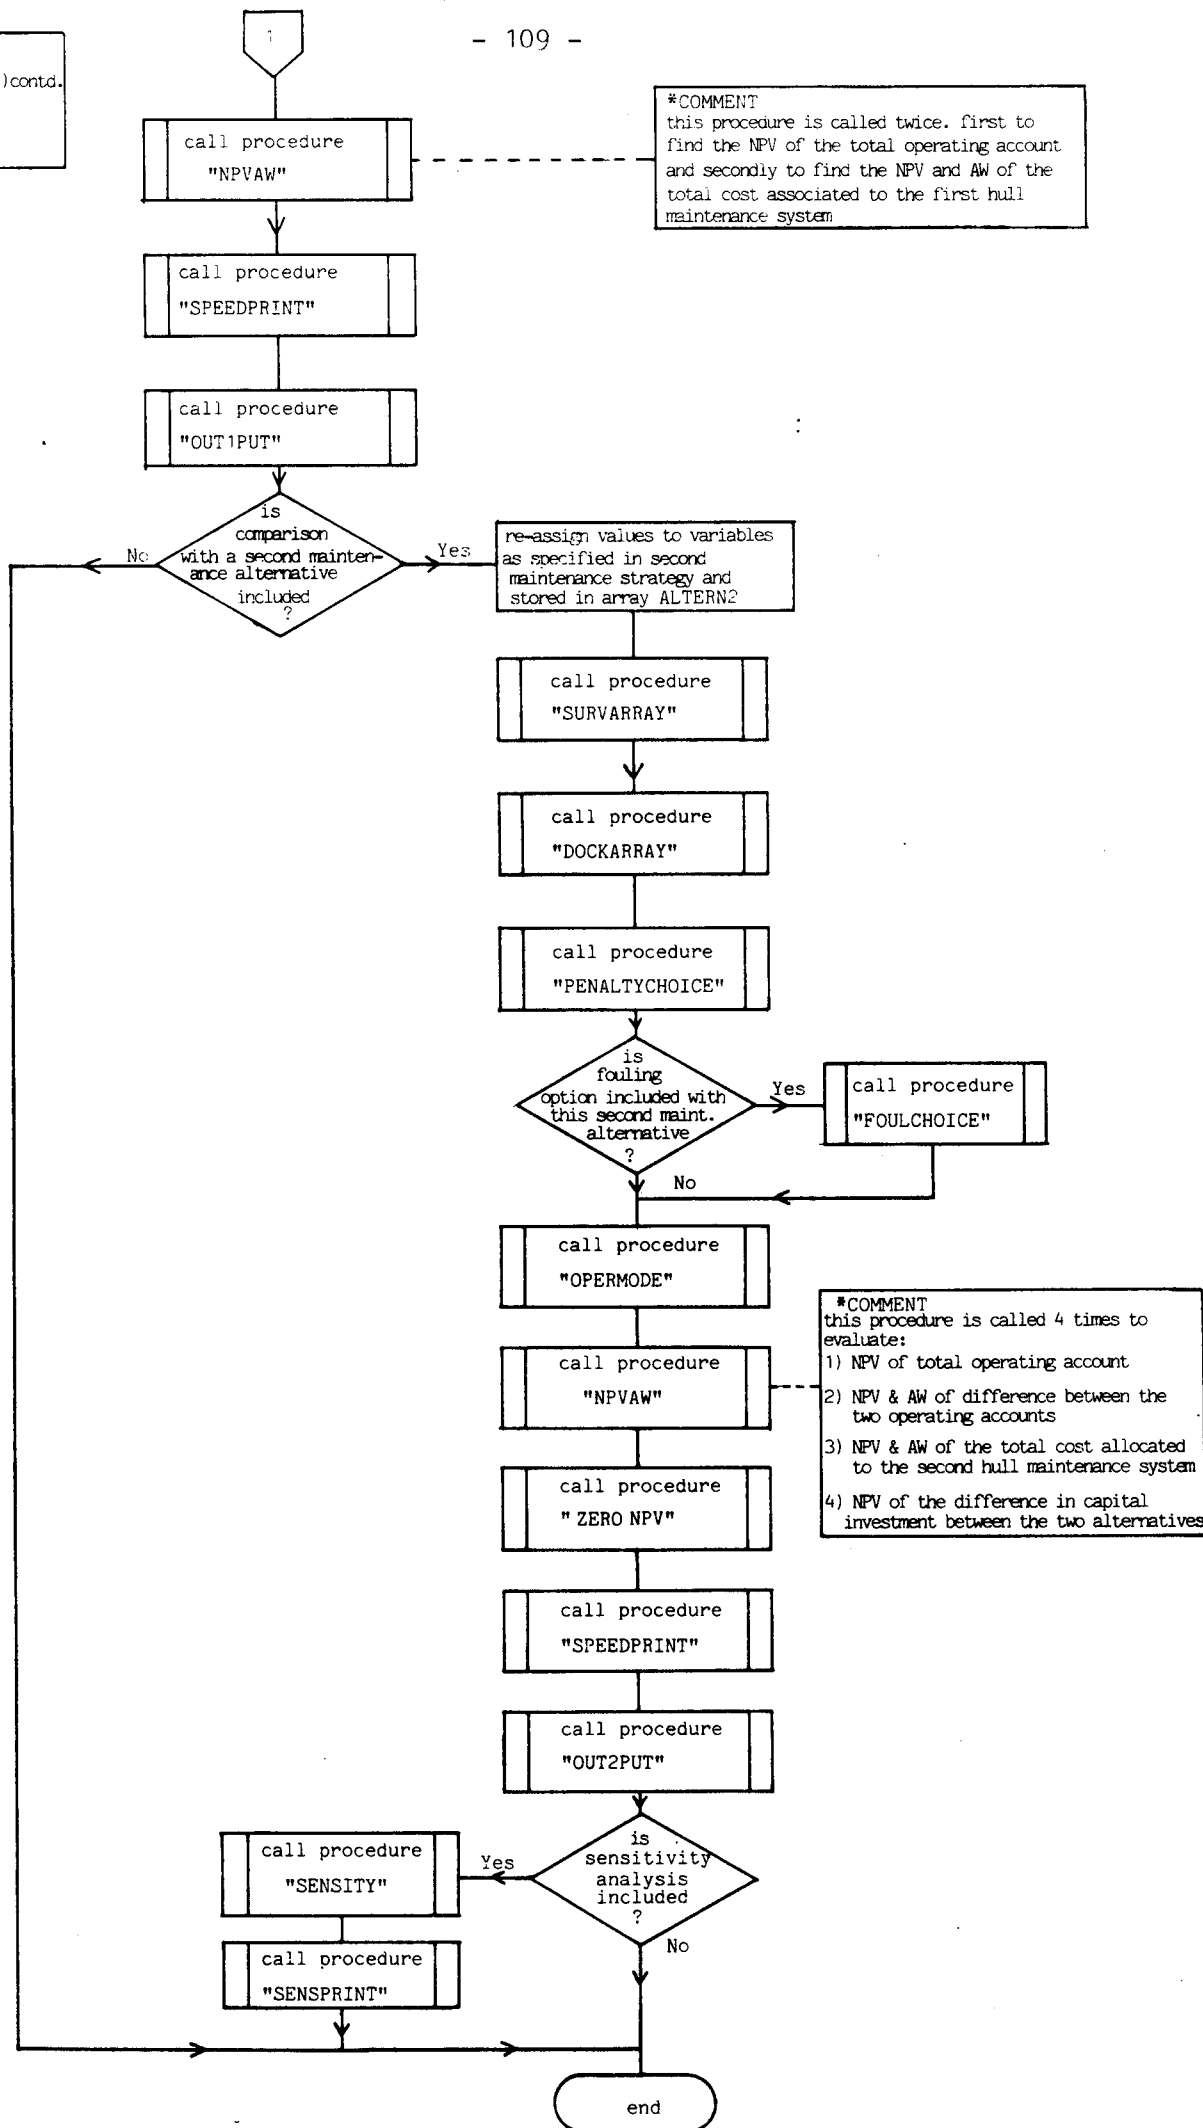 - 109 -
)contd.
1
call procedure
"NPVAW"
*COMMENT
this procedure is called twice. first to
find the NPV of the total operating account
and secondly to find the NPV and AW of the
total cost associated to the first hull
maintenance system
call procedure
"SPEEDPRINT"
call procedure
"OUT1PUT"
is
comparison
with a second mainten-
ance alternative
included
?
No
Yes
re-assign values to variables
as specified in second
maintenance strategy and
stored in array ALTERN2
call procedure
"SURVARRAY"
call procedure
"DOCKARRAY"
call procedure
"PENALTYCHOICE"
is
fouling
option included with
this second maint.
alternative
?
Yes
call procedure
"FOULCHOICE"
No
call procedure
"OPERMODE"
call procedure
"NPVAW"
*COMMENT
this procedure is called 4 times to
evaluate:
1) NPV of total operating account
2) NPV & AW of difference between the
two operating accounts
3) NPV & AW of the total cost allocated
to the second hull maintenance system
4) NPV of the difference in capital
investment between the two alternatives
call procedure
" ZERO NPV"
call procedure
"SPEEDPRINT"
call procedure
"OUT2PUT"
is
sensitivity
analysis
included
?
Yes
call procedure
"SENSITY"
No
call procedure
"SENSPRINT"
end